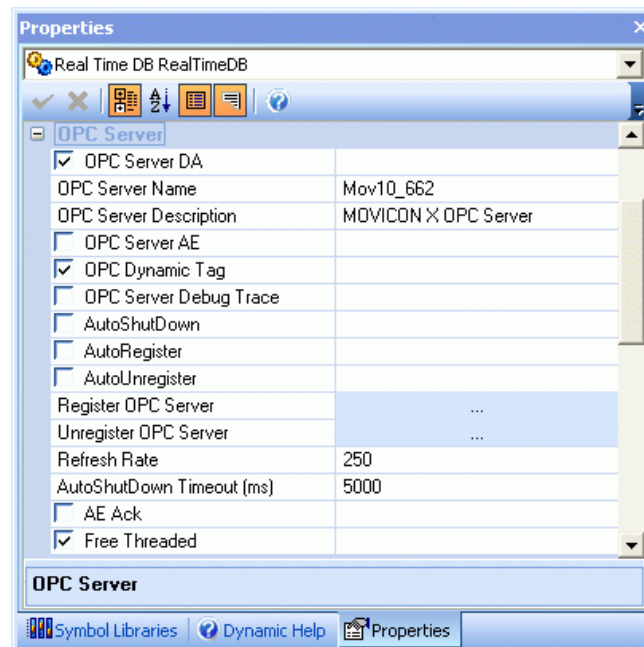 Properties
Real Time DB RealTimeDB
OPC Server
OPC Server DA
OPC Server Name Mov10_662
OPC Server Description MOVICON X OPC Server
OPC Server AE
OPC Dynamic Tag
OPC Server Debug Trace
AutoShutDown
AutoRegister
AutoUnregister
Register OPC Server ...
Unregister OPC Server ...
Refresh Rate 250
AutoShutDown Timeout (ms) 5000
AE Ack
Free Threaded
OPC Server
Symbol Libraries Dynamic Help Properties